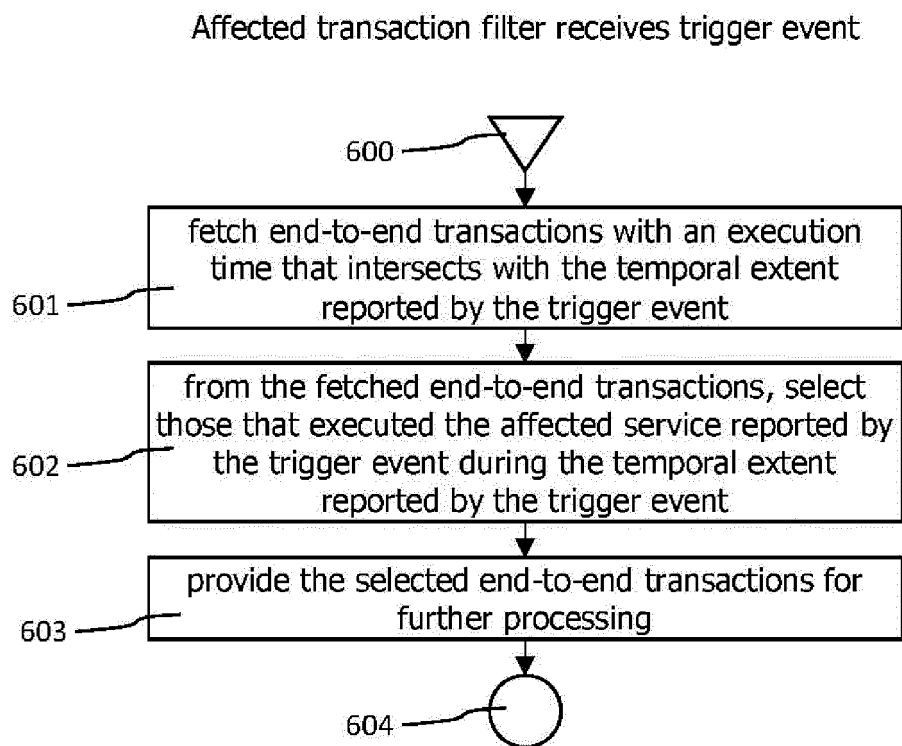 Affected transaction filter receives trigger event
600
fetch end-to-end transactions with an execution
time that intersects with the temporal extent
reported by the trigger event
601
from the fetched end-to-end transactions, select
those that executed the affected service reported by
the trigger event during the temporal extent
reported by the trigger event
602
provide the selected end-to-end transactions for
further processing
603
604